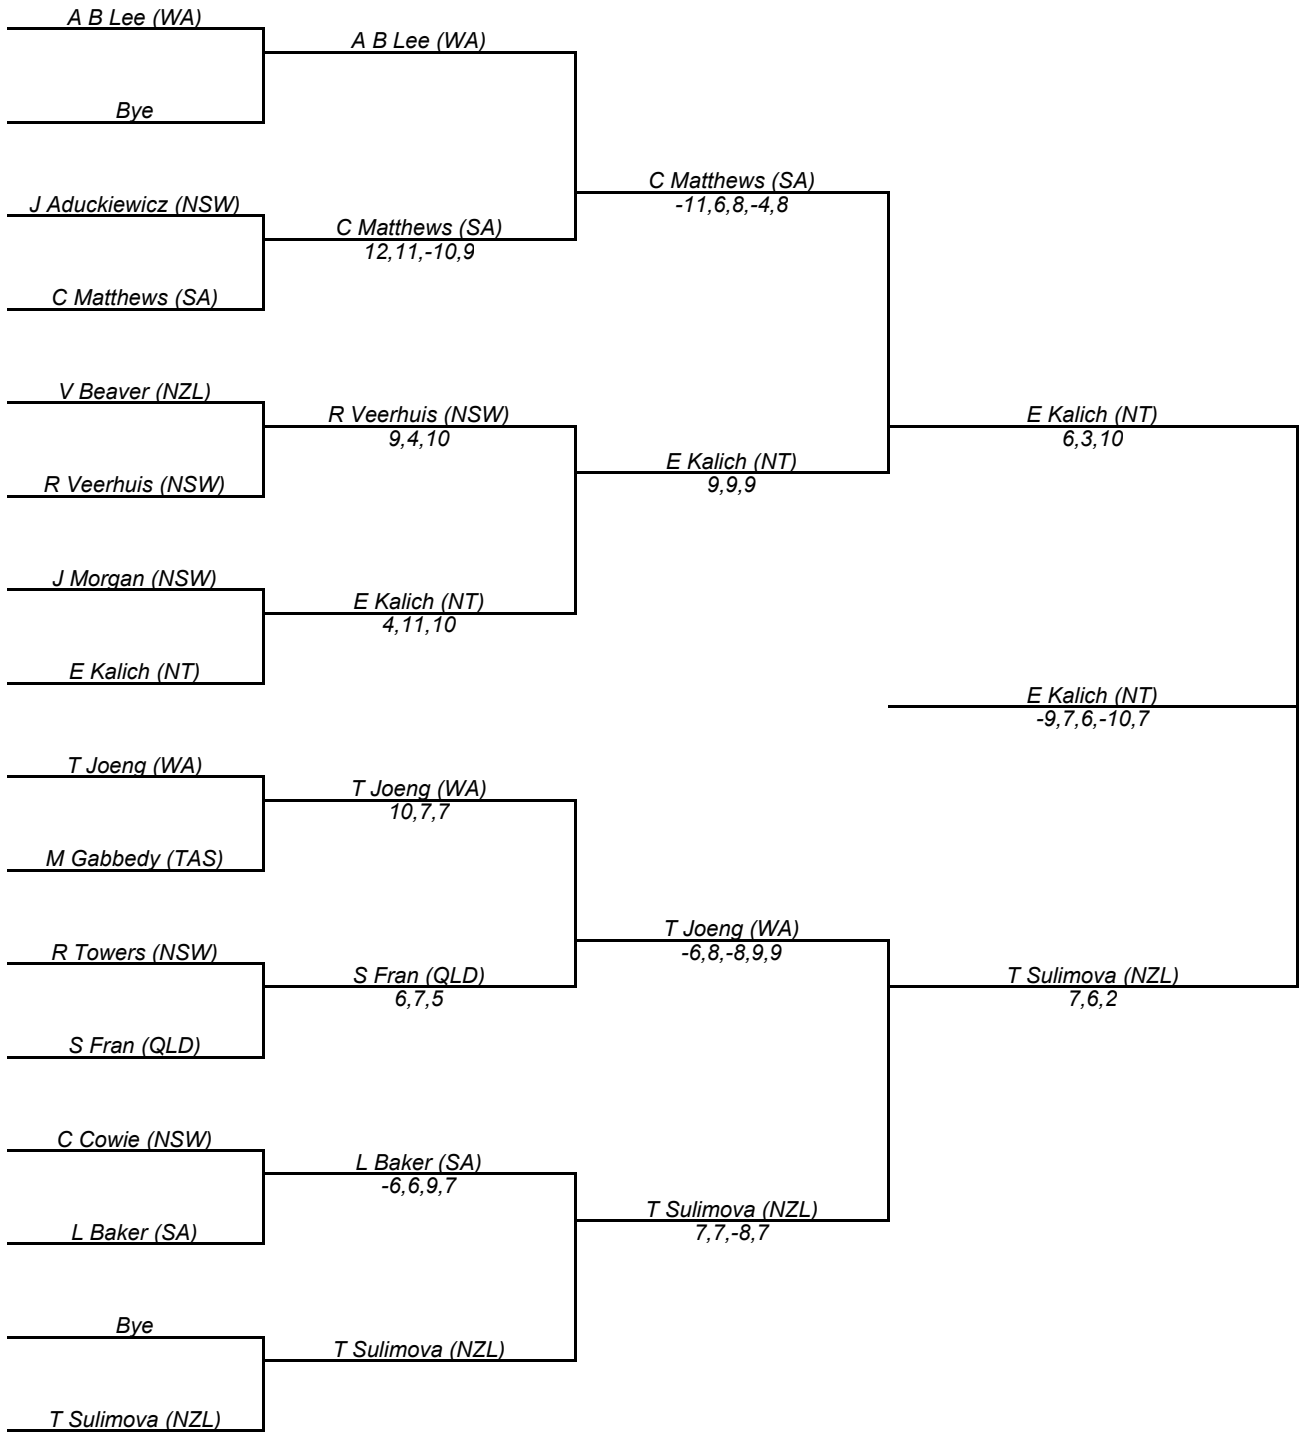 A B Lee (WA)
Bye
J Aduckiewicz (NSW)
C Matthews (SA)
V Beaver (NZL)
R Veerhuis (NSW)
J Morgan (NSW)
E Kalich (NT)
T Joeng (WA)
M Gabbedy (TAS)
R Towers (NSW)
S Fran (QLD)
C Cowie (NSW)
L Baker (SA)
Bye
T Sulimova (NZL)
A B Lee (WA)
C Matthews (SA)
12,11,-10,9
R Veerhuis (NSW)
9,4,10
E Kalich (NT)
4,11,10
T Joeng (WA)
10,7,7
S Fran (QLD)
6,7,5
L Baker (SA)
-6,6,9,7
T Sulimova (NZL)
C Matthews (SA)
-11,6,8,-4,8
E Kalich (NT)
9,9,9
T Joeng (WA)
-6,8,-8,9,9
T Sulimova (NZL)
7,7,-8,7
E Kalich (NT)
6,3,10
T Sulimova (NZL)
7,6,2
E Kalich (NT)
-9,7,6,-10,7